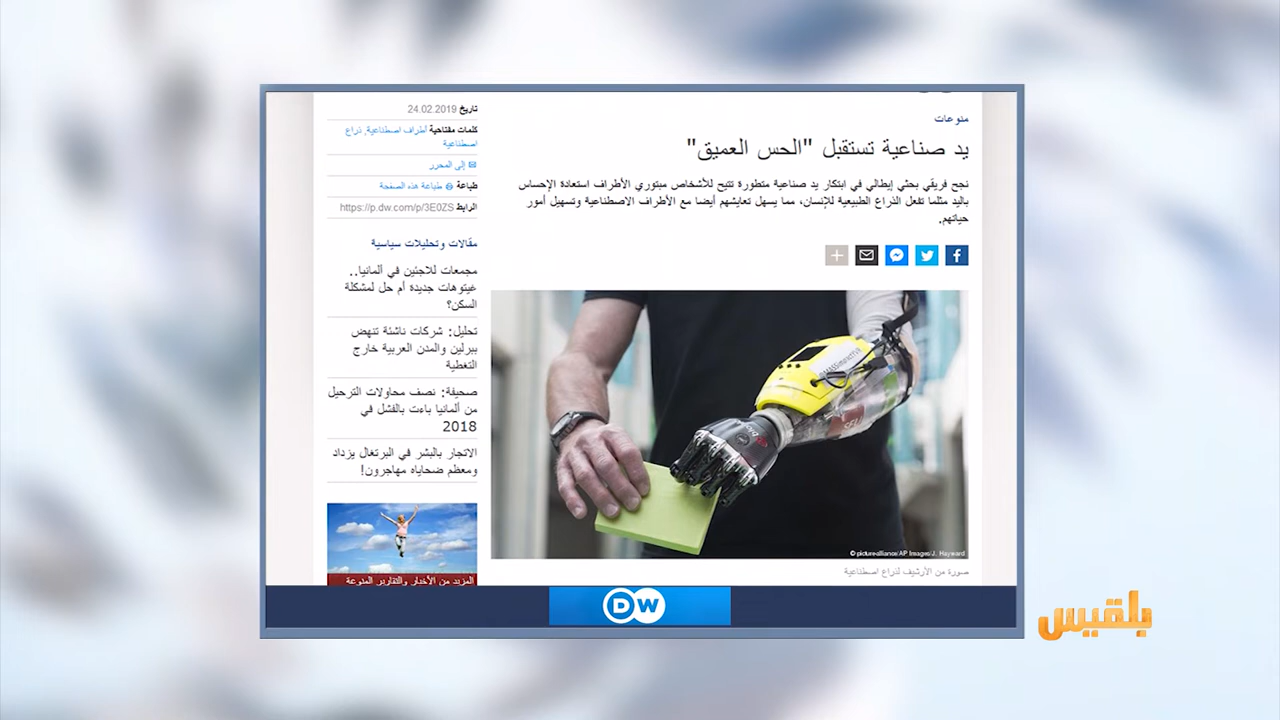 منوعات
يد صناعية تستقبل "الحس العميق"
نجح فريقي بحثي إيطالي في ابتكار يد صناعية متطورة تتيح للأشخاص مبتوري الأطراف استعادة الإحساس
باليد مثلما تفعل الذراع الطبيعية للإنسان، مما يسهل تعايشهم أيضا مع الأطراف الاصطناعية وتسهيل أمور
حياتهم.
© picture-alliance/AP Images/J. Hayward
صورة من الأرشيف لذراع اصطناعية
تاريخ 24.02.2019
كلمات مفتاحية أطراف اصطناعية, ذراع
اصطناعية
إلى المحرر
طباعة طباعة هذه الصفحة
الرابط https://p.dw.com/p/3E0ZS
مقالات وتحليلات سياسية
مجمعات للاجئين في ألمانيا..
غيتوهات جديدة أم حل لمشكلة
السكن؟
تحليل: شركات ناشئة تنهض
ببرلين والمدن العربية خارج
التغطية
صحيفة: نصف محاولات الترحيل
من ألمانيا باءت بالفشل في
2018
الاتجار بالبشر في البرتغال يزداد
ومعظم ضحاياه مهاجرون!
المزيد من الأخبار والتقارير المنوعة
DW
بلقيس